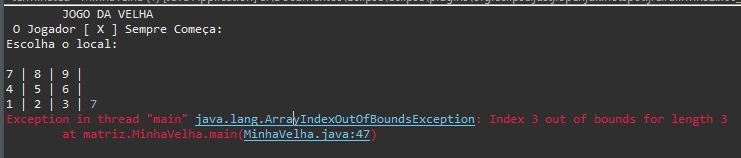 JOGO DA VELHA
O Jogador [ X ] Sempre Começa:
Escolha o local:
7 | 8 | 9 |
4 | 5 | 6 |
1 | 2 | 3 | 7
Exception in thread "main" java.lang.ArrayIndexOutOfBoundsException: Index 3 out of bounds for length 3
at matriz.MinhaVelha.main(MinhaVelha.java:47)